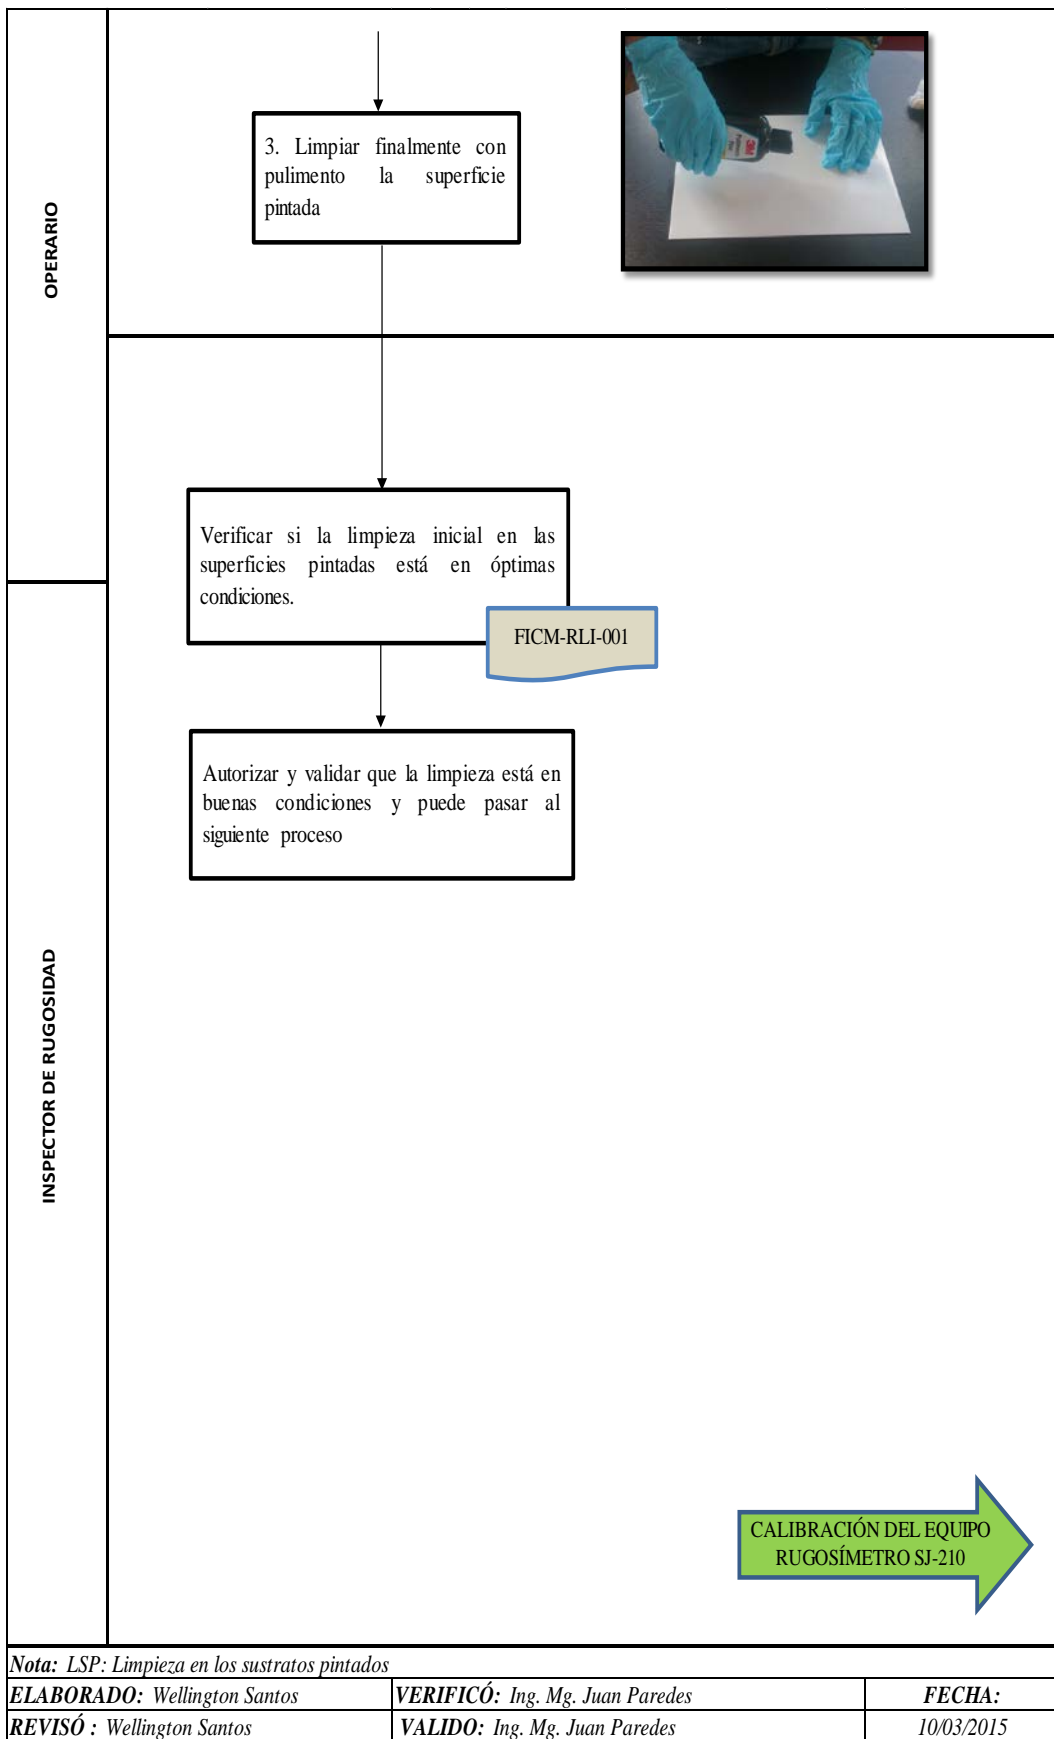 OPERARIO
3. Limpiar finalmente con
pulimento la superficie
pintada
3M
Verificar si la limpieza inicial en las
superficies pintadas está en óptimas
condiciones.
FICM-RLI-001
Autorizar y validar que la limpieza está en
buenas condiciones y puede pasar al
siguiente proceso
INSPECTOR DE RUGOSIDAD
CALIBRACIÓN DEL EQUIPO
RUGOSÍMETRO SJ-210
Nota: LSP: Limpieza en los sustratos pintados
ELABORADO: Wellington Santos VERIFICÓ: Ing. Mg. Juan Paredes FECHA:
REVISÓ : Wellington Santos VALIDO: Ing. Mg. Juan Paredes 10/03/2015